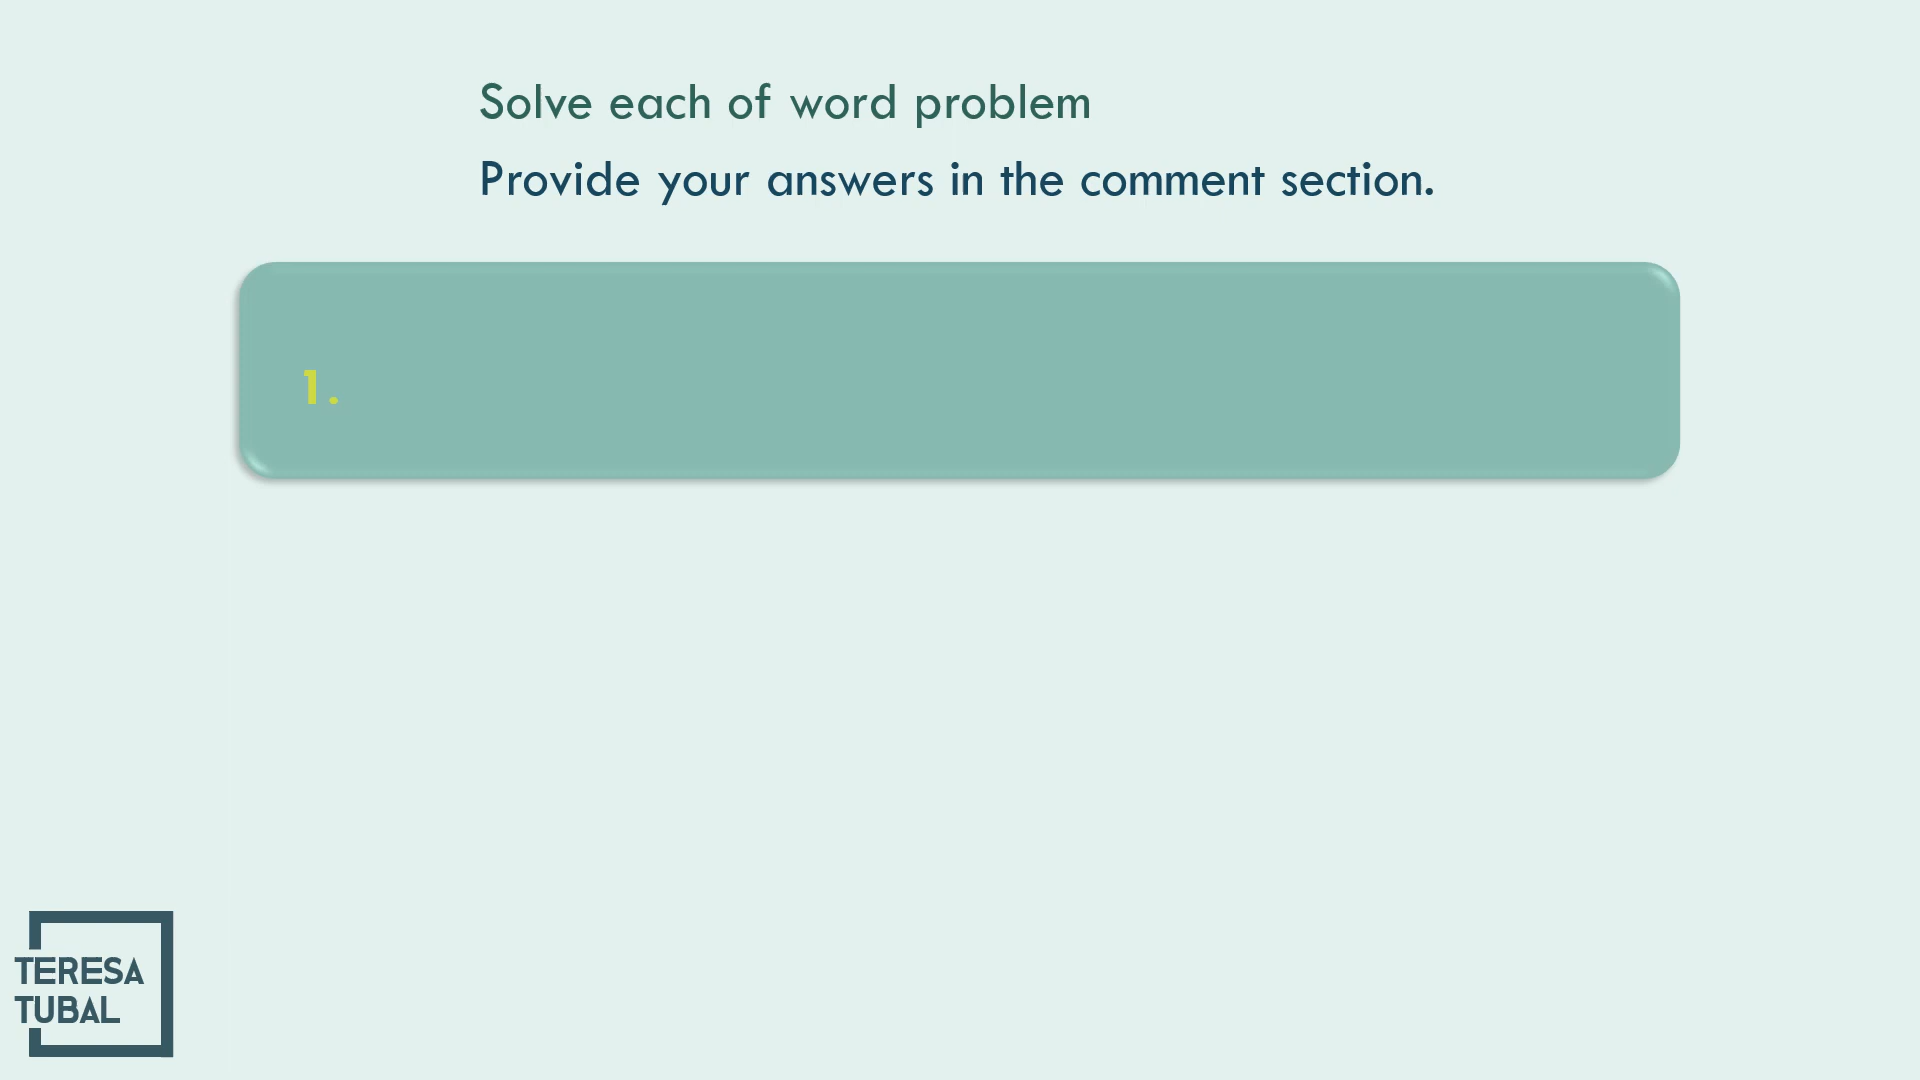 Solve each of word problem
Provide your answers in the comment section.
1.
TERESA
TUBAL